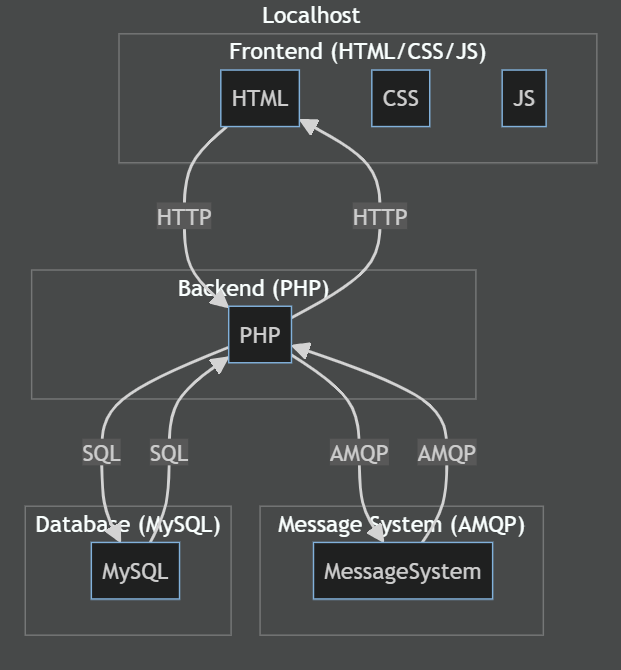 Localhost
Frontend (HTML/CSS/JS)
HTML
CSS
JS
HTTP
HTTP
Backend (PHP)
PHP
SQL
SQL
AMQP
AMQP
Database (MySQL)
Message System (AMQP)
MySQL
MessageSystem